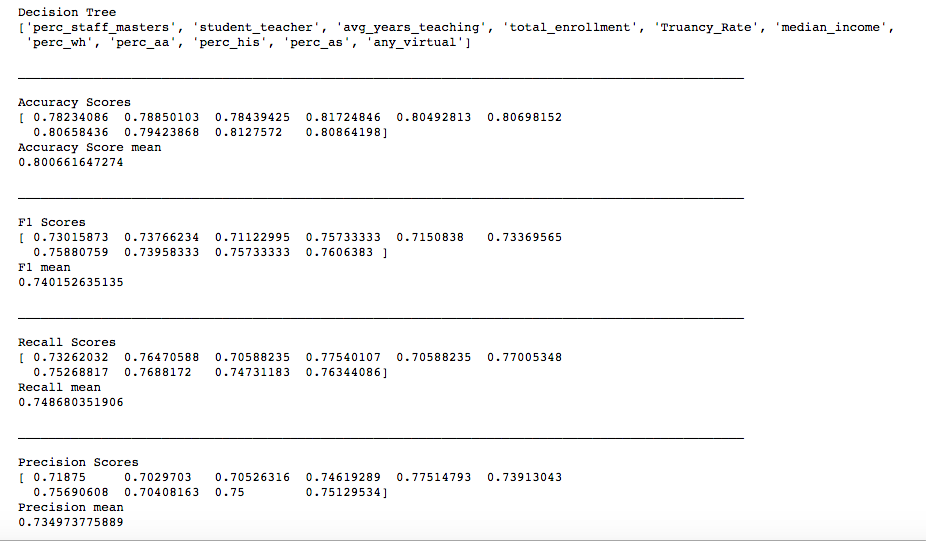 Decision Tree
['perc_staff_masters', 'student_teacher', 'avg_years_teaching', 'total_enrollment', 'Truancy_Rate', 'median_income',
'perc_wh', 'perc_aa', 'perc_his', 'perc_as', 'any_virtual']
Accuracy Scores
[ 0.78234086 0.78850103 0.78439425 0.81724846 0.80492813 0.80698152
0.80658436 0.79423868 0.8127572 0.80864198]
Accuracy Score mean
0.800661647274
F1 Scores
[ 0.73015873 0.73766234 0.71122995 0.75733333 0.7150838 0.73369565
0.75880759 0.73958333 0.75733333 0.7606383 ]
F1 mean
0.740152635135
Recall Scores
[ 0.73262032 0.76470588 0.70588235 0.77540107 0.70588235 0.77005348
0.75268817 0.7688172 0.74731183 0.76344086]
Recall mean
0.748680351906
Precision Scores
[ 0.71875 0.7029703 0.70526316 0.74619289 0.77514793 0.73913043
0.75690608 0.70408163 0.75 0.75129534]
Precision mean
0.734973775889